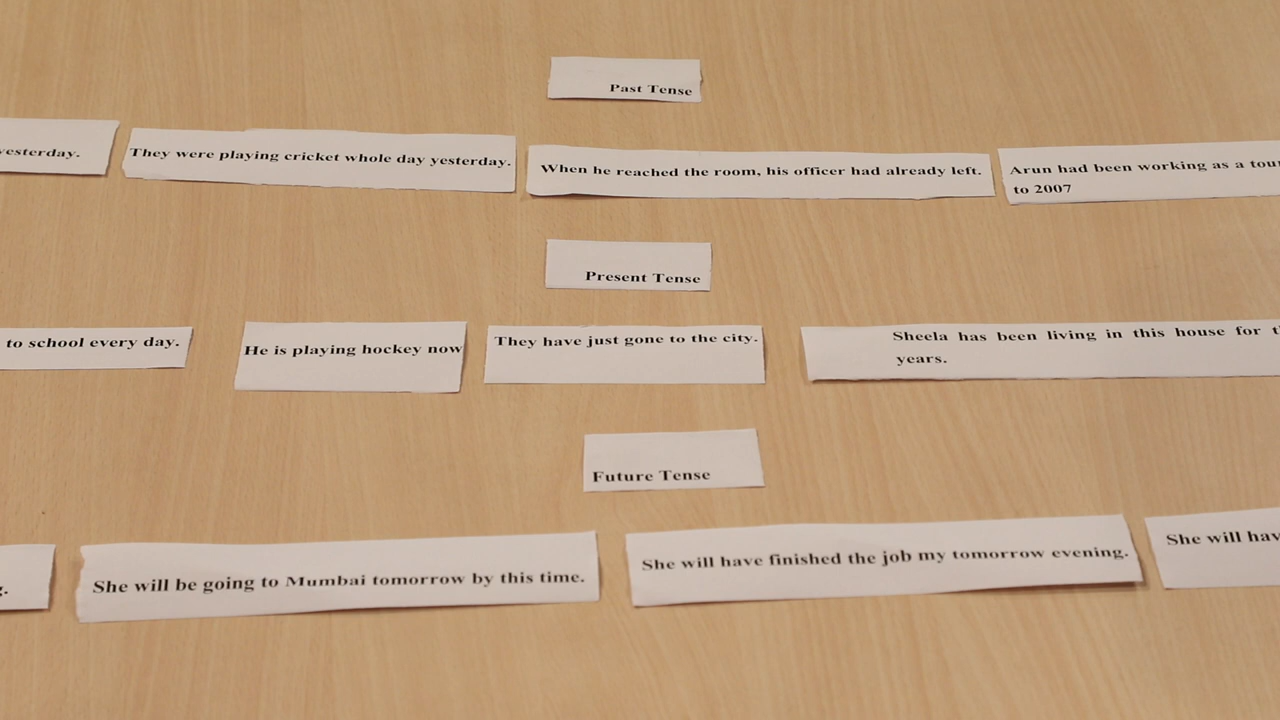 Past Tense
yesterday.
They were playing cricket whole day yesterday.
When he reached the room, his officer had already left.
Arun had been working as a
to 2007
Present Tense
to school every day.
He is playing hockey now
They have just gone to the city.
Sheela has been living in this house for
years.
Future Tense
She will be going to Mumbai tomorrow by this time.
She will have finished the job my tomorrow evening.
She will